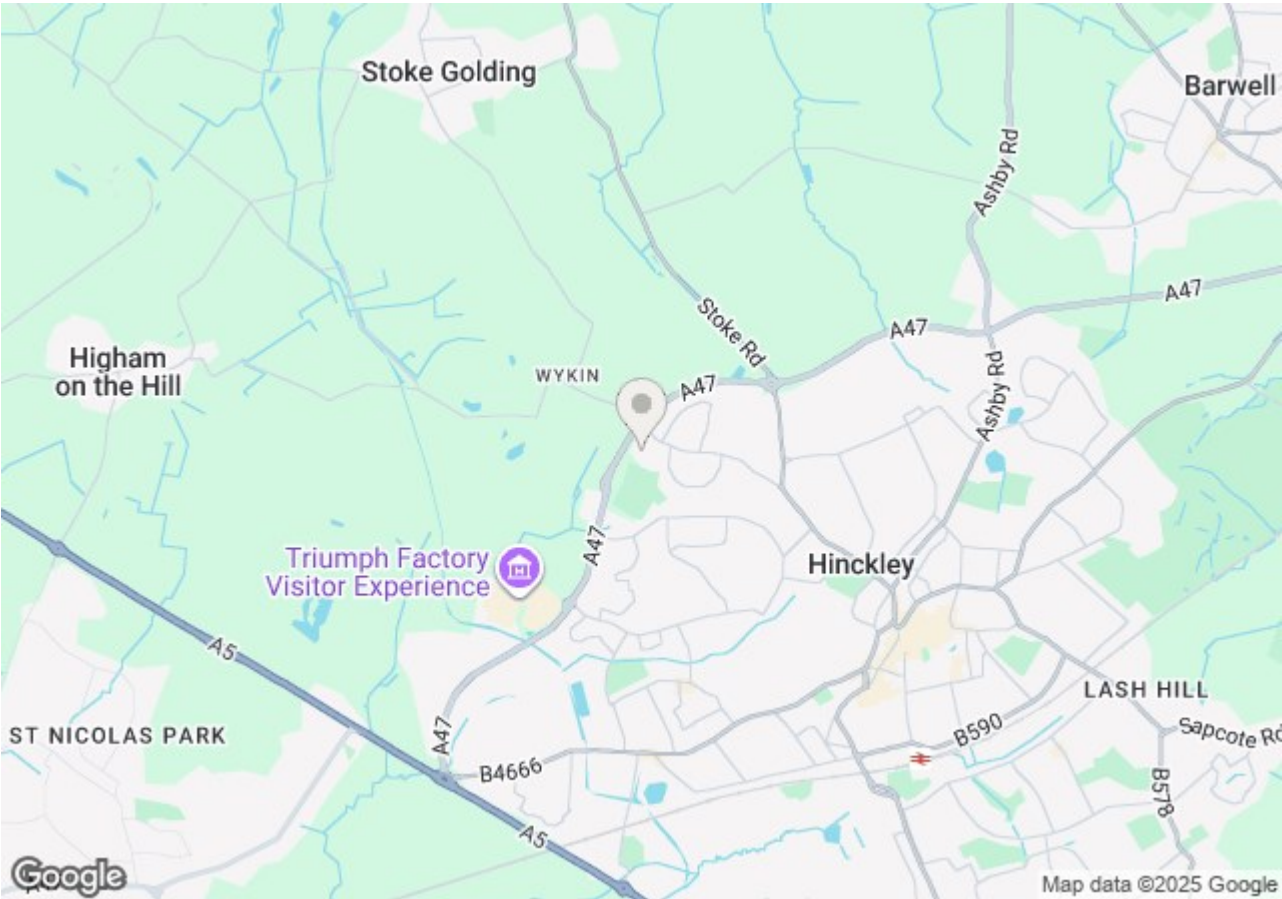 Stoke Golding
Barwell
Ashby Rd
A47
Stoke Rd
A47
Higham
on the Hill
WYKIN
A47
Ashby Rd
A47
Triumph Factory
Visitor Experience
Hinckley
A5
LASH HILL
ST NICOLAS PARK
A47
B590
Sapcote Rd
B4666
B578
A5
Google
Map data ©2025 Google